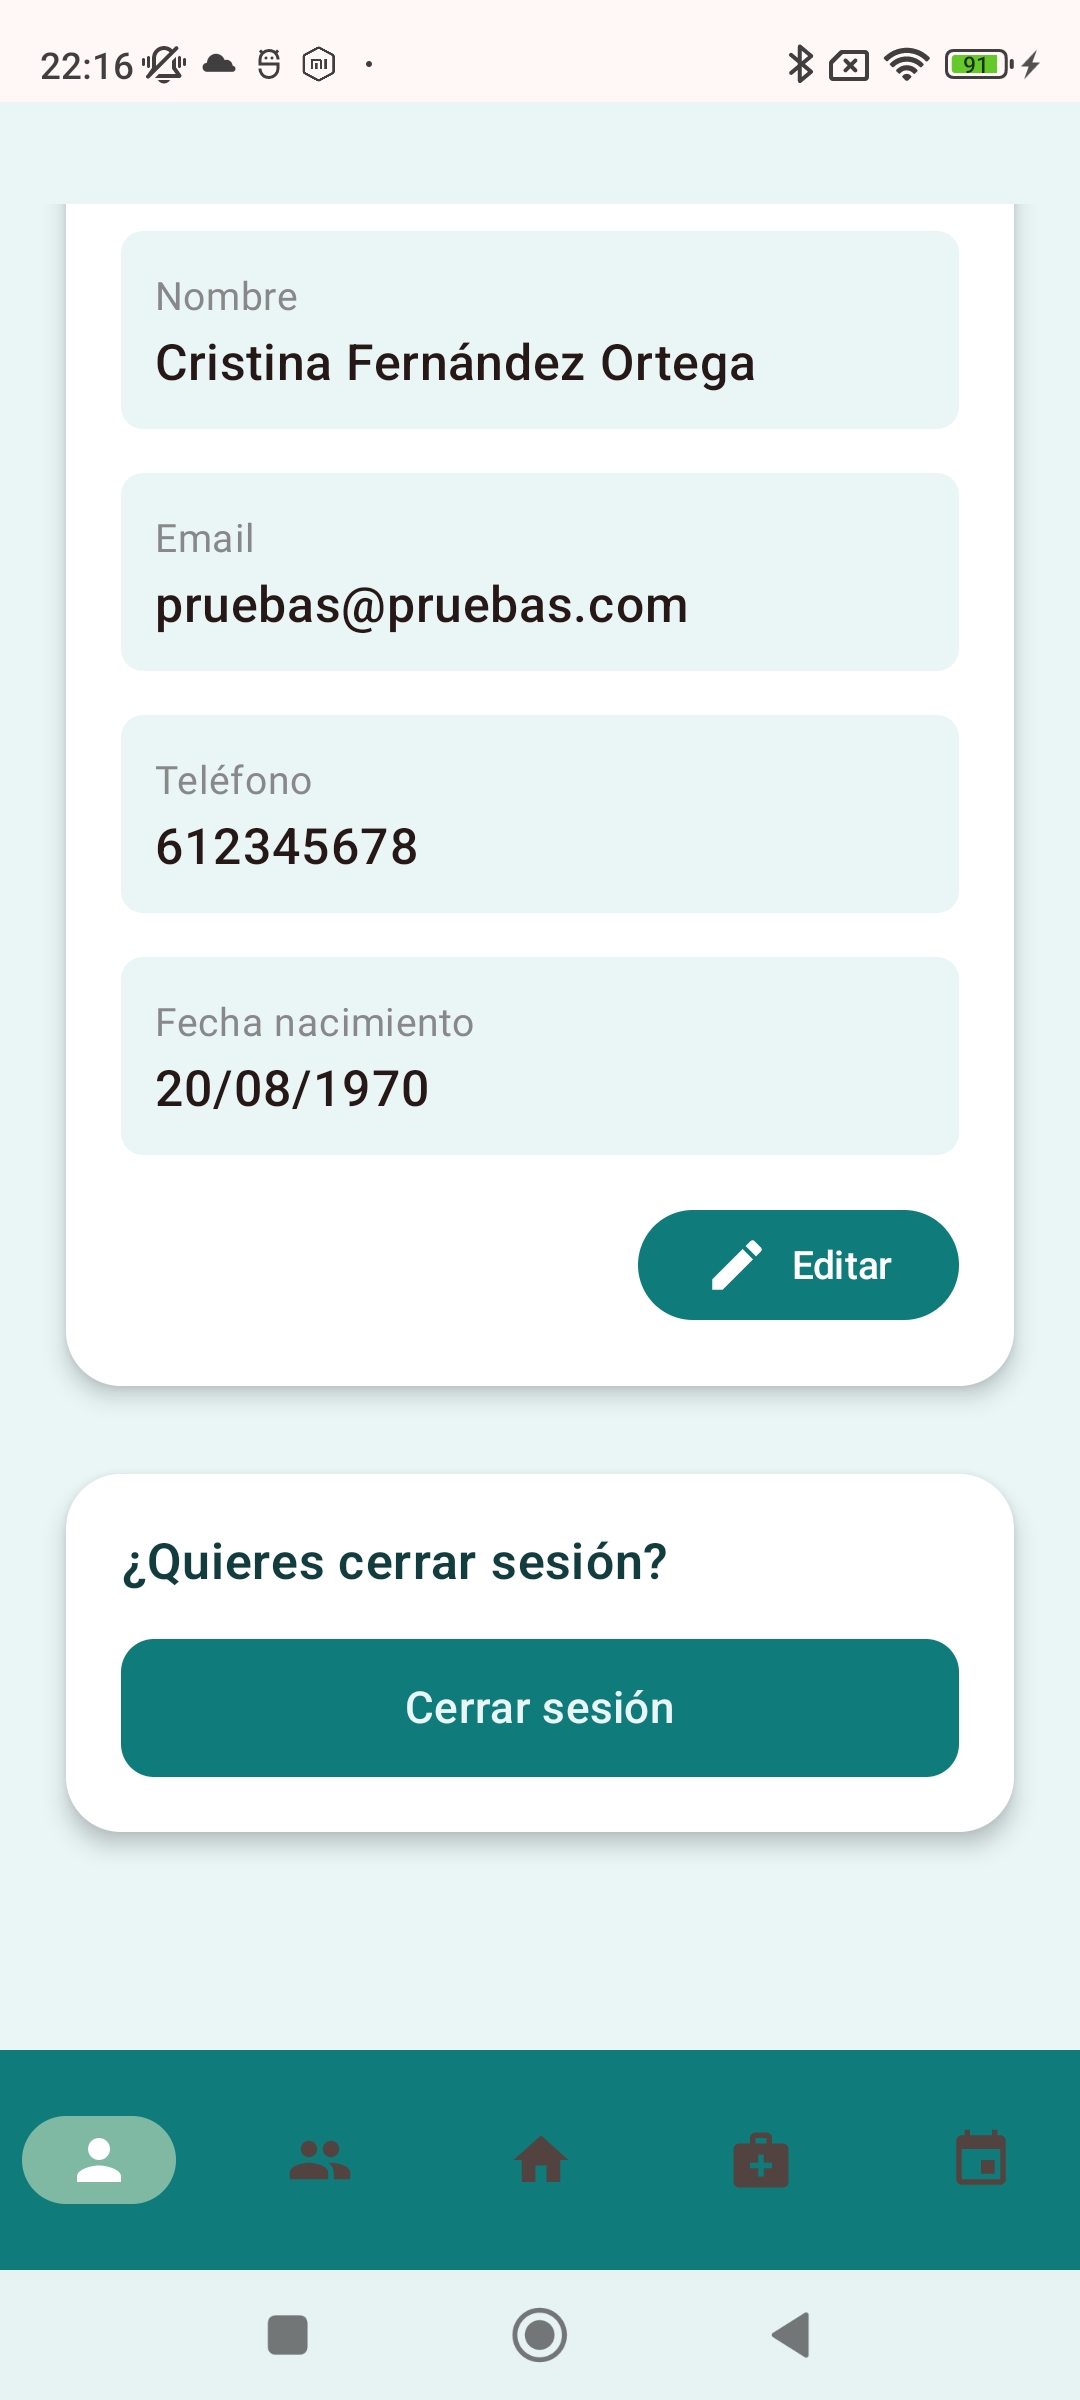 22:16
91
Nombre
Cristina Fernández Ortega
Email
pruebas@pruebas.com
Teléfono
612345678
Fecha nacimiento
20/08/1970
Editar
¿Quieres cerrar sesión?
Cerrar sesión